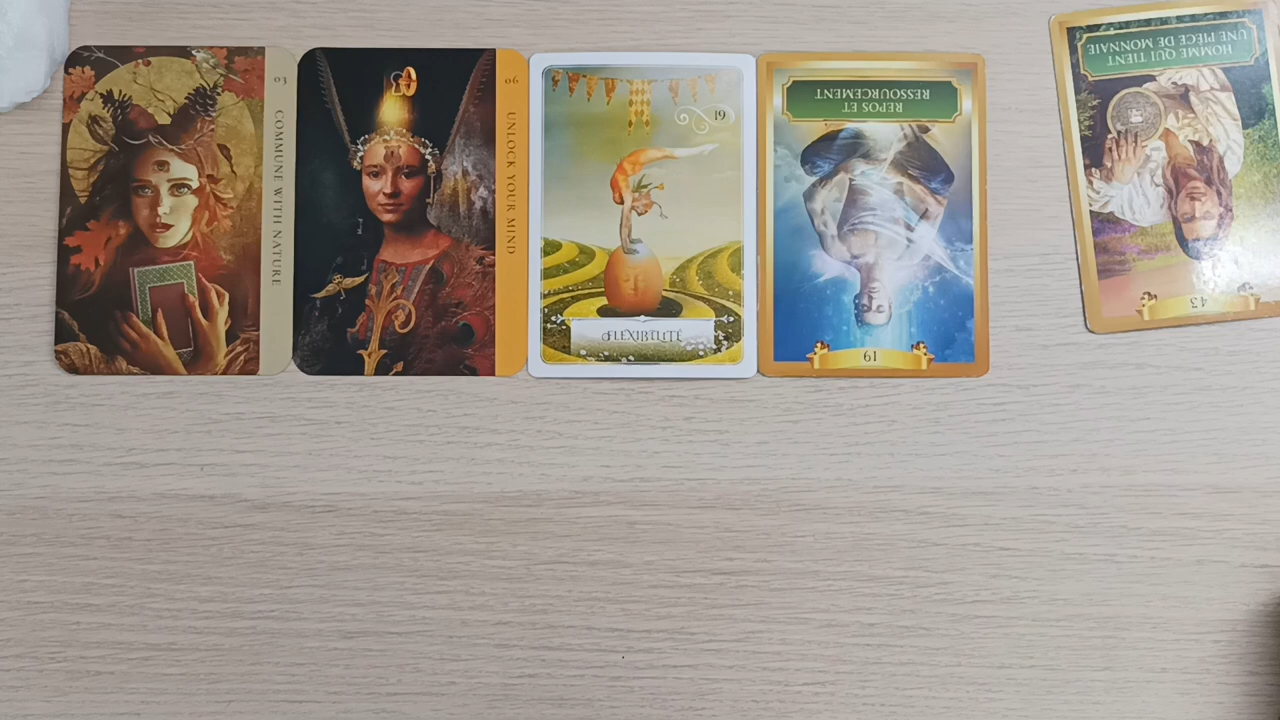 03
COMMUNE WITH NATURE
06
UNLOCK YOUR MIND
19
FLEXIBILITÉ
REPOS ET
RESSOURCEMENT
19
HOMME QUI TIENT
UNE PIÈCE DE MONNAIE
43